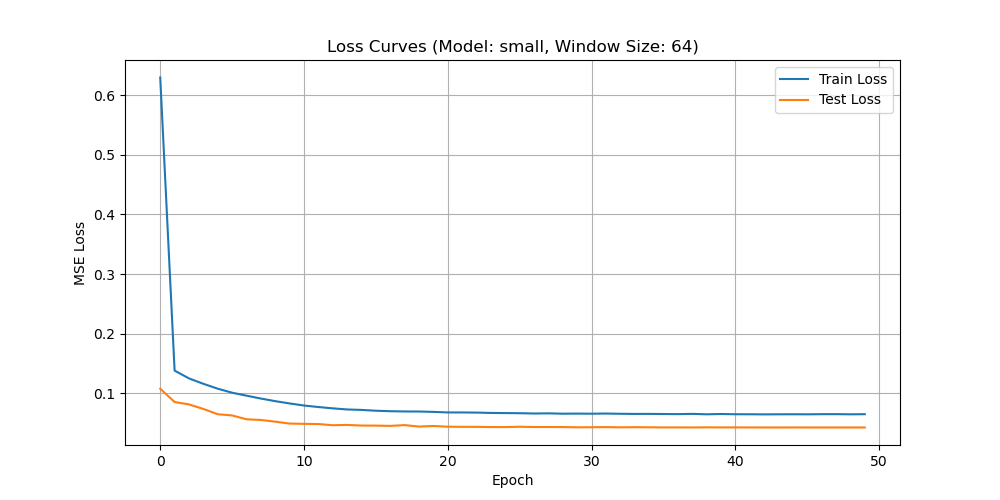 Loss Curves (Model: small, Window Size: 64)
Train Loss
Test Loss
0.6
0.5
0.4
0.3
0.2
0.1
MSE Loss
0 10 20 30 40 50
Epoch